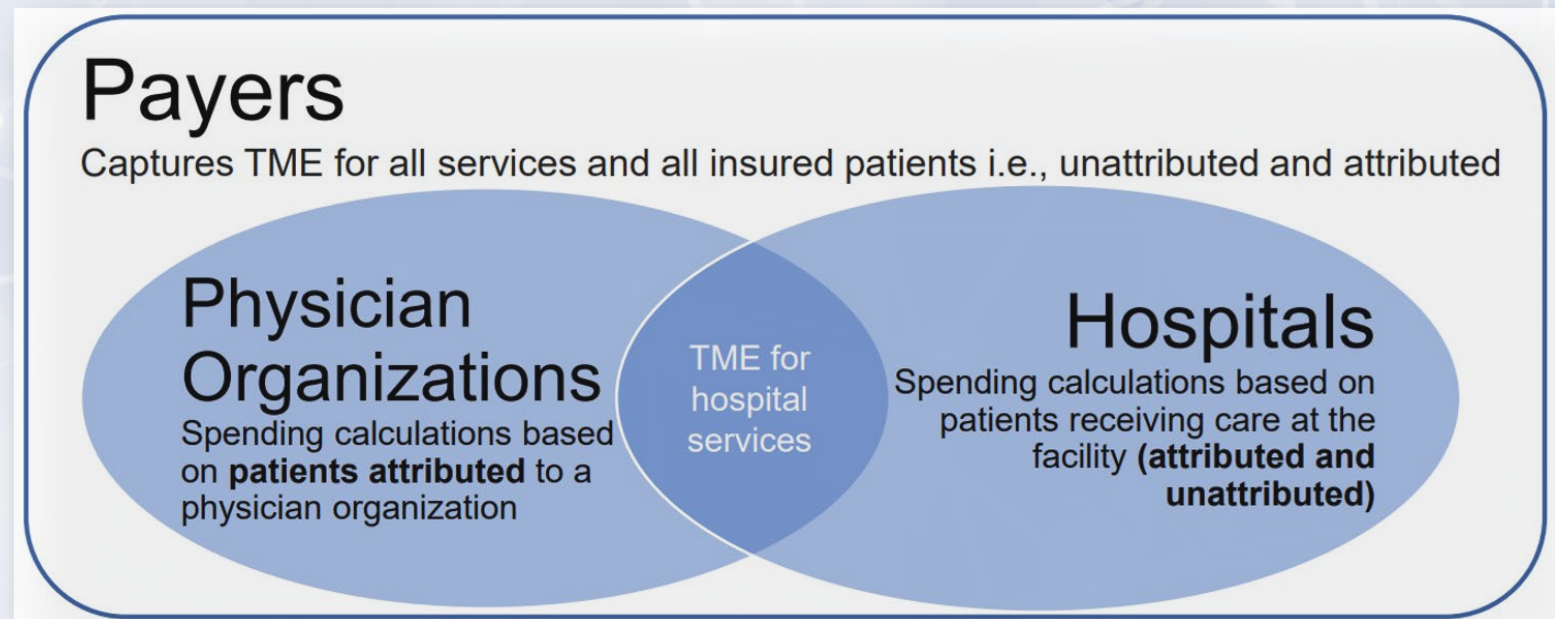 Payers
Captures TME for all services and all insured patients i.e., unattributed and attributed
Physician
Organizations
Spending calculations based
on patients attributed to a
physician organization
TME for
hospital
services
Hospitals
Spending calculations based on
patients receiving care at the
facility (attributed and
unattributed)